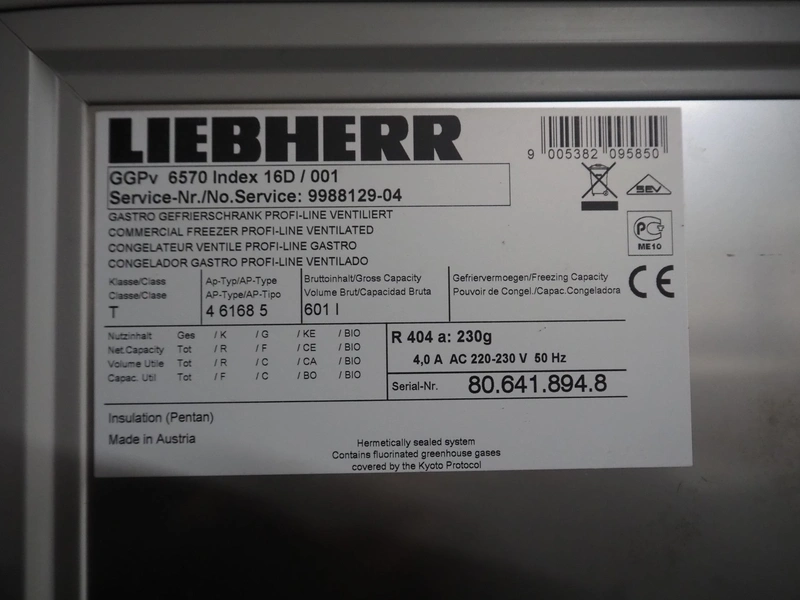 LIEBHERR
9 005382 095850
GGPv 6570 Index 16D / 001
Service-Nr./No.Service: 9988129-04
SEV
GASTRO GEFRIERSCHRANK PROFI-LINE VENTILIERT
COMMERCIAL FREEZER PROFI-LINE VENTILATED
CONGELATEUR VENTILE PROFI-LINE GASTRO
CONGELADOR GASTRO PROFI-LINE VENTILADO
PC
ME10
CE
Klasse/Class Ap-Typ/AP-Type Bruttoinhalt/Gross Capacity Gefriervermoegen/Freezing Capacity
Classe/Clase AP-Type/AP-Tipo Volume Brut/Capacidad Bruta Pouvoir de Congel./Capac.Congeladora
T 4 6168 5 601 l
Nutzinhalt Ges / K / G / KE / BIO
Net.Capacity Tot / R / F / CE / BIO
Volume Utile Tot / R / C / CA / BIO
Capac. Util Tot / F / C / BO / BIO
R 404 a: 230g
4,0 A AC 220-230 V 50 Hz
Serial-Nr. 80.641.894.8
Insulation (Pentan)
Made in Austria
Hermetically sealed system
Contains fluorinated greenhouse gases
covered by the Kyoto Protocol